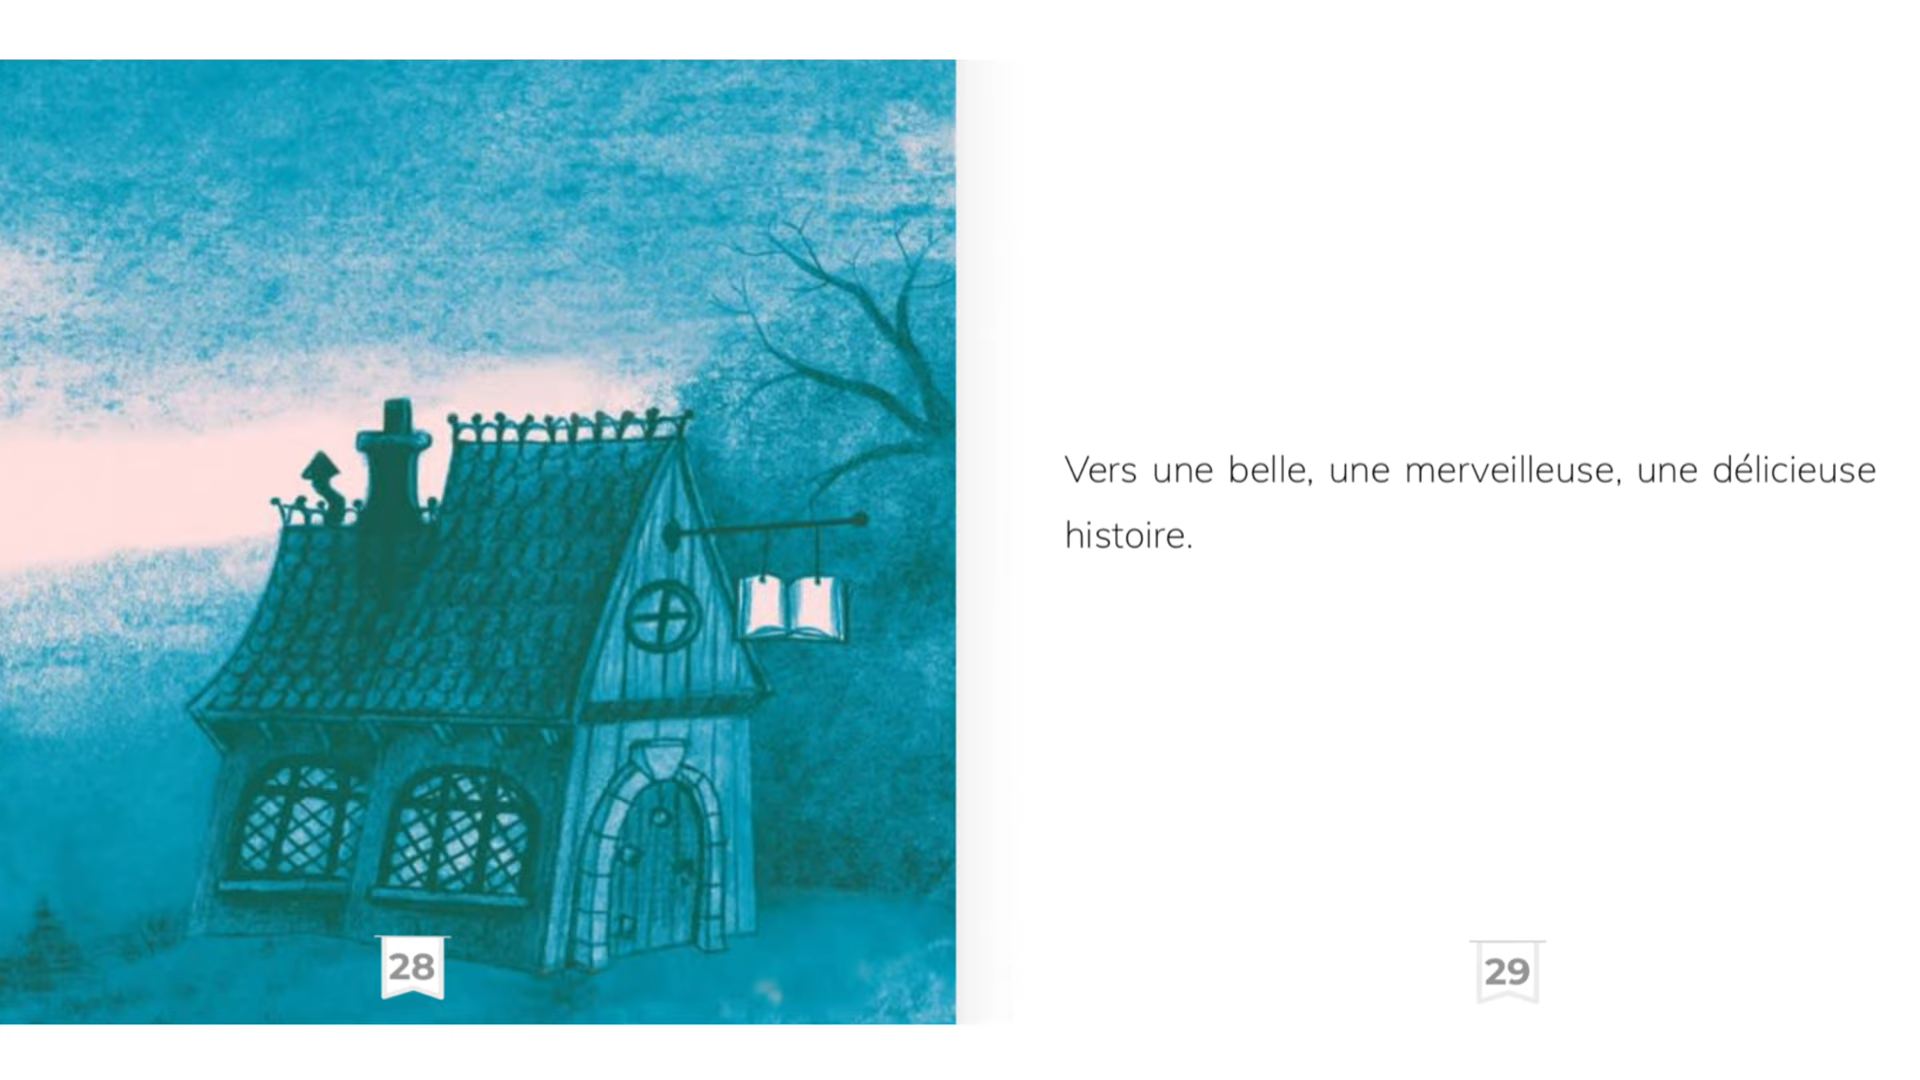 Vers une belle, une merveilleuse, une délicieuse
histoire.
28
29